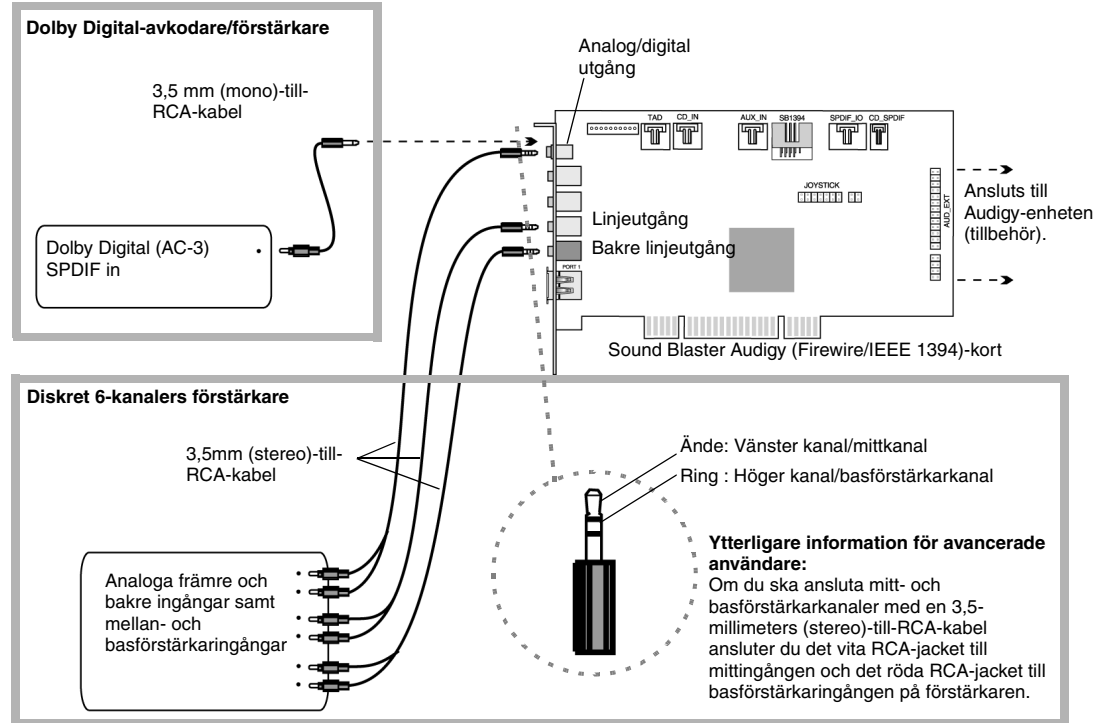 Dolby Digital-avkodare/förstärkare
3,5 mm (mono)-till-
RCA-kabel
Dolby Digital (AC-3)
SPDIF in
Analog/digital
utgång
TAD
CD_IN
AUX_IN
SB1394
SPDIF_IO
CD_SPDIF
JOYSTICK
AUD_EXT
Linjeutgång
Bakre linjeutgång
PORT 1
Ansluts till
Audigy-enheten
(tillbehör).
Sound Blaster Audigy (Firewire/IEEE 1394)-kort
Diskret 6-kanalers förstärkare
3,5mm (stereo)-till-
RCA-kabel
Analoga främre och
bakre ingångar samt
mellan- och
basförstärkaringångar
Ände: Vänster kanal/mittkanal
Ring : Höger kanal/basförstärkarkanal
Ytterligare information för avancerade
användare:
Om du ska ansluta mitt- och
basförstärkarkanaler med en 3,5-
millimeters (stereo)-till-RCA-kabel
ansluter du det vita RCA-jacket till
mittingången och det röda RCA-jacket till
basförstärkaringången på förstärkaren.